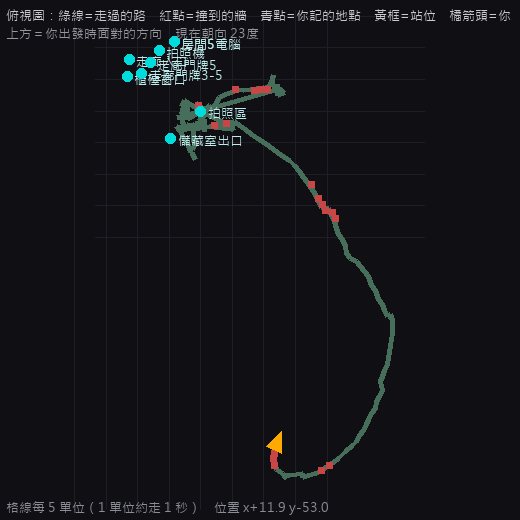 俯視圖：綠線=走過的路　紅點=撞到的牆　青點=你記的地點　黃框=站位　橘箭頭=你
上方＝你出發時面對的方向　現在朝向 23度
房間5電腦
拍照機
走廊門牌5
走廊門牌3-5
櫃檯窗口
拍照區
儲藏室出口
格線每 5 單位（1 單位約走 1 秒）　位置 x+11.9 y-53.0